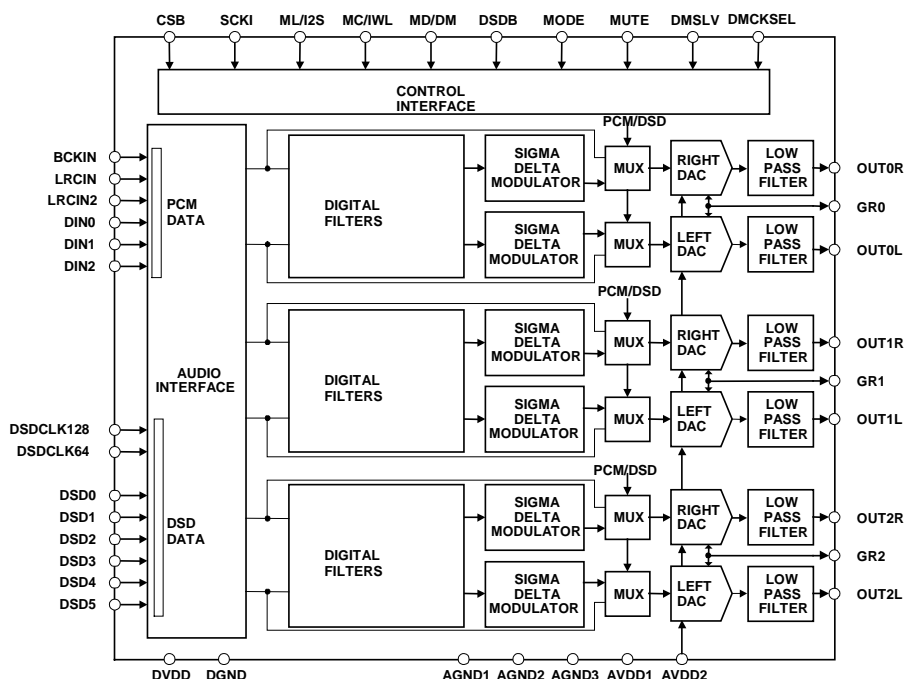 CSB SCKI ML/I2S MC/IWL MD/DM DSDB MODE MUTE DMSLV DMCKSEL
CONTROL
INTERFACE
BCKIN
LRCIN
LRCIN2
DIN0
DIN1
DIN2
PCM
DATA
AUDIO
INTERFACE
DSDCLK128
DSDCLK64
DSD0
DSD1
DSD2
DSD3
DSD4
DSD5
DSD
DATA
DIGITAL
FILTERS
SIGMA
DELTA
MODULATOR
SIGMA
DELTA
MODULATOR
PCM/DSD
MUX
MUX
RIGHT
DAC
LEFT
DAC
LOW
PASS
FILTER
LOW
PASS
FILTER
OUT0R
GR0
OUT0L
DIGITAL
FILTERS
SIGMA
DELTA
MODULATOR
SIGMA
DELTA
MODULATOR
PCM/DSD
MUX
MUX
RIGHT
DAC
LEFT
DAC
LOW
PASS
FILTER
LOW
PASS
FILTER
OUT1R
GR1
OUT1L
DIGITAL
FILTERS
SIGMA
DELTA
MODULATOR
SIGMA
DELTA
MODULATOR
PCM/DSD
MUX
MUX
RIGHT
DAC
LEFT
DAC
LOW
PASS
FILTER
LOW
PASS
FILTER
OUT2R
GR2
OUT2L
DVDD DGND AGND1 AGND2 AGND3 AVDD1 AVDD2